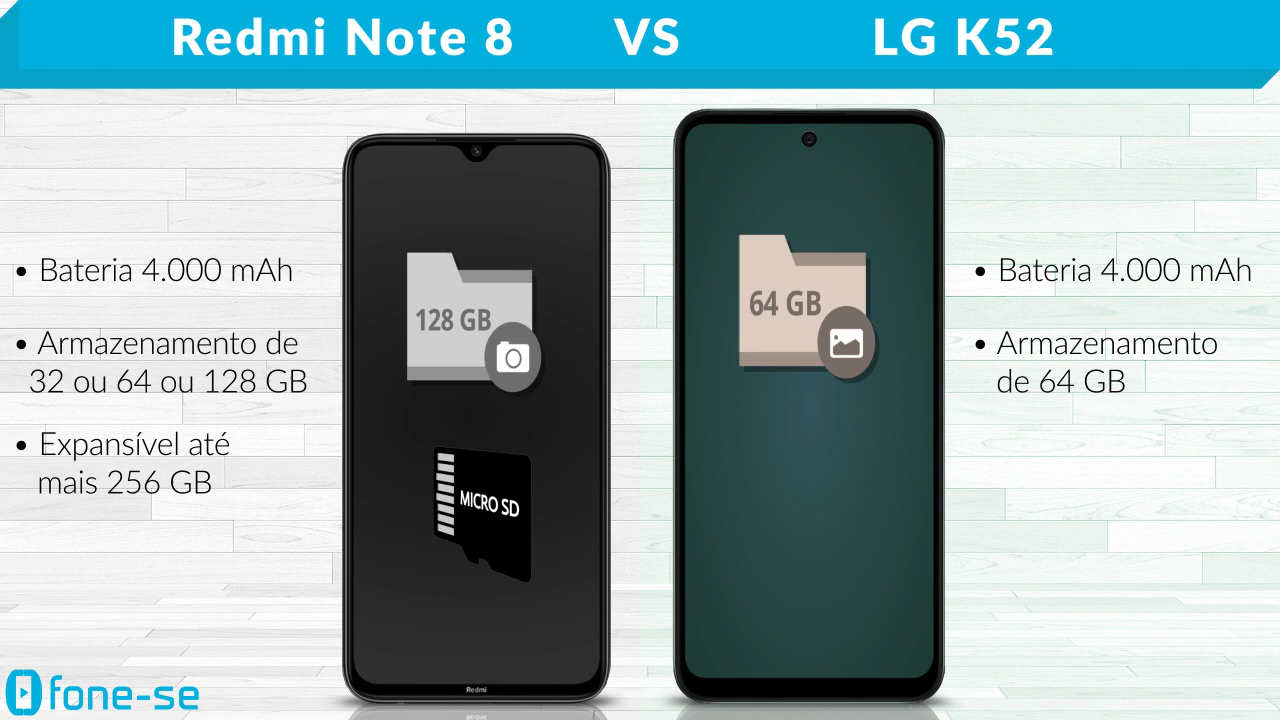 Redmi Note 8 VS LG K52
• Bateria 4.000 mAh
• Armazenamento de
32 ou 64 ou 128 GB
• Expansível até
mais 256 GB
128 GB
MICRO SD
Redmi
64 GB
• Bateria 4.000 mAh
• Armazenamento
de 64 GB
fone-se